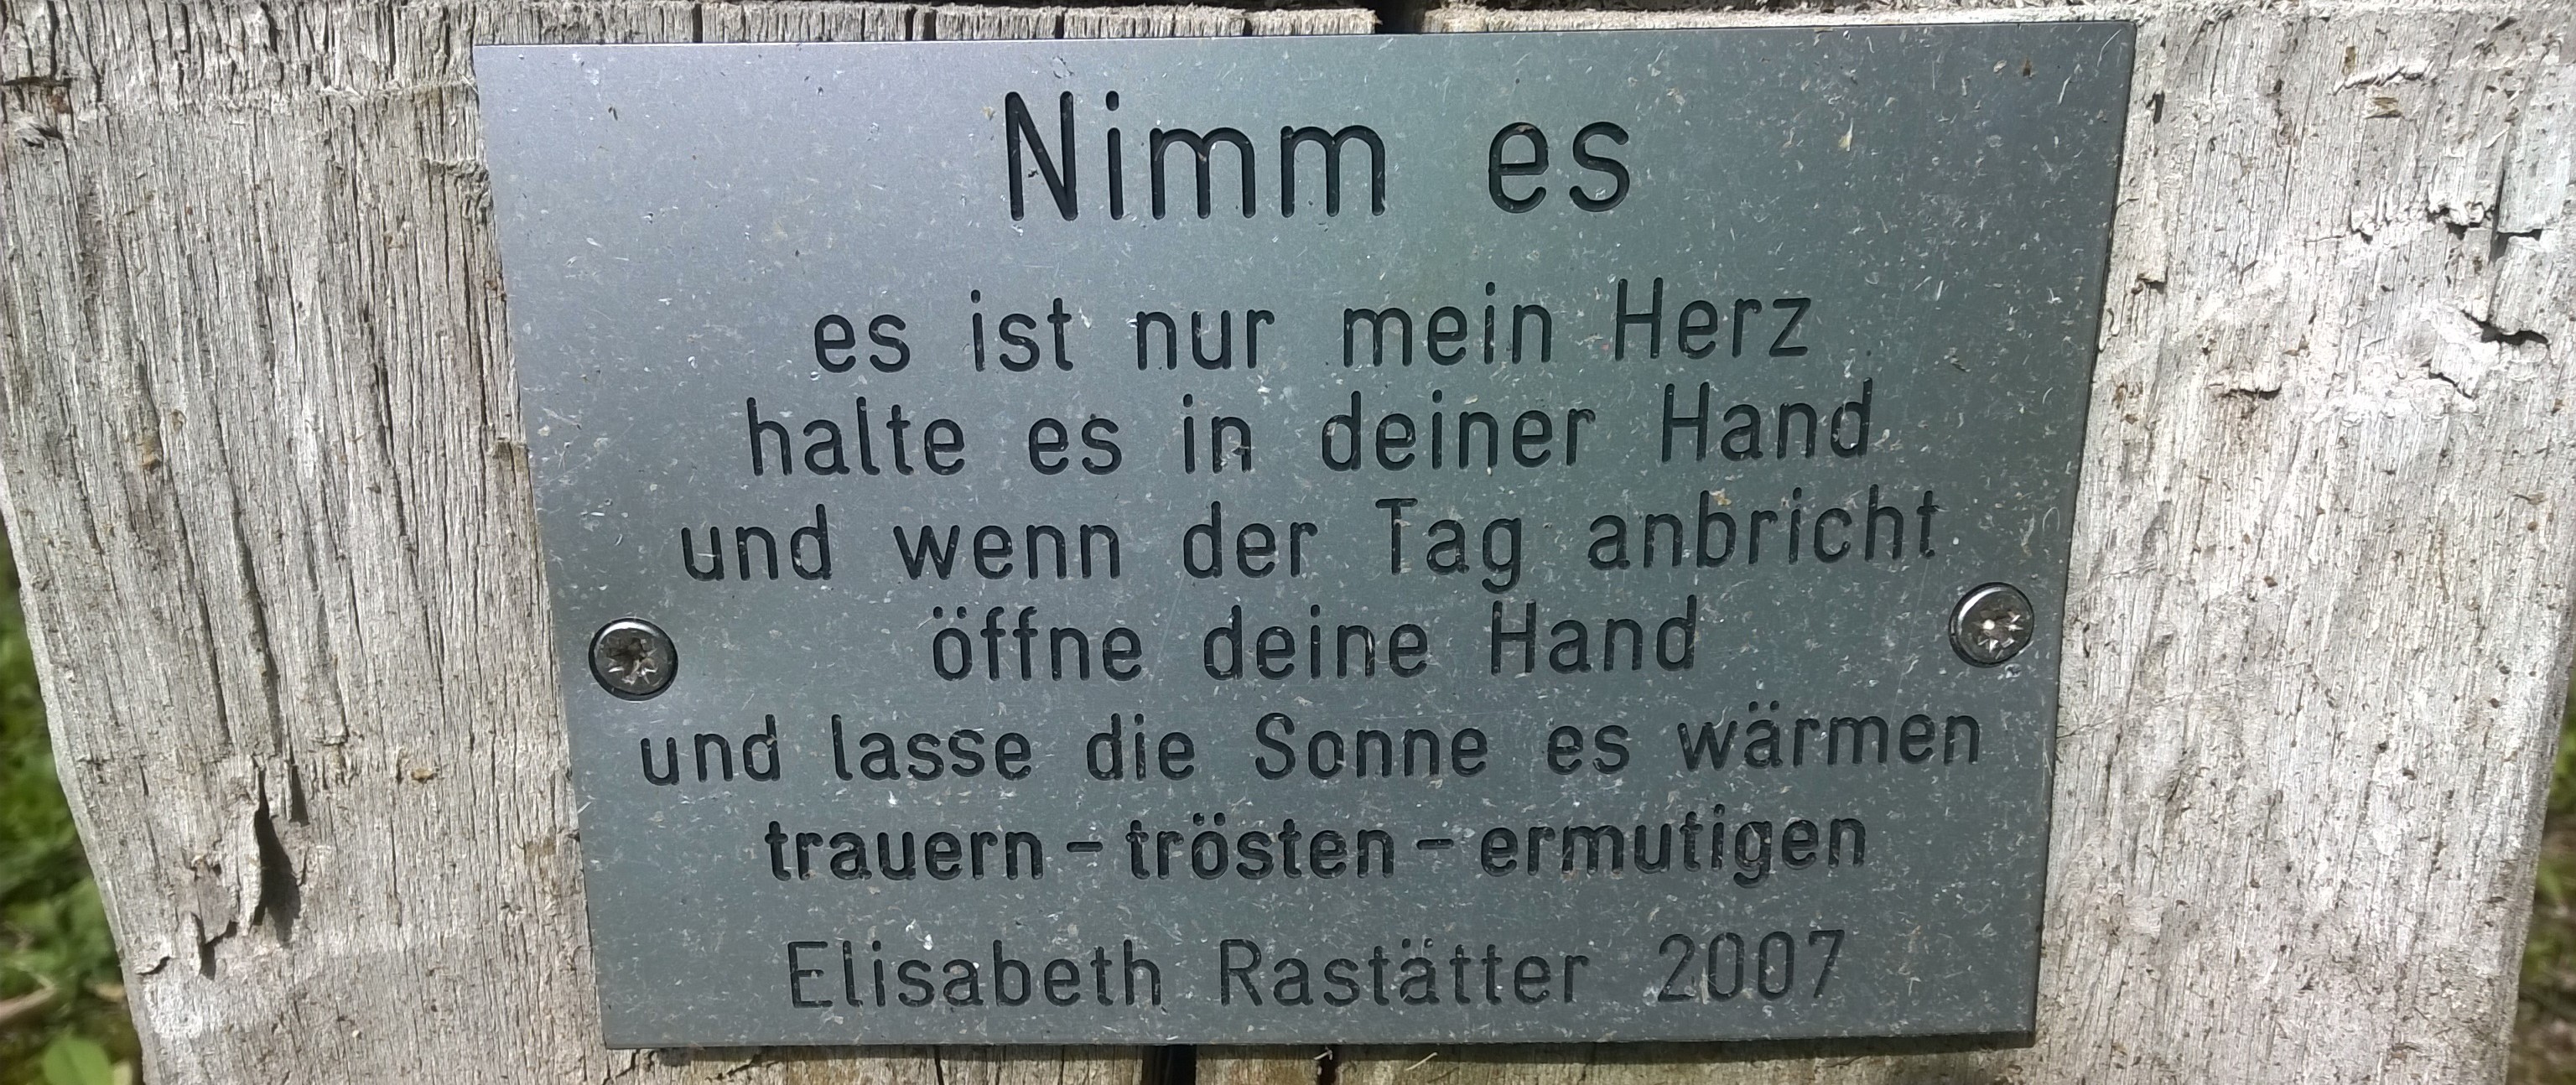 Nimm es
es ist nur mein Herz
halte es in deiner Hand
und wenn der Tag anbricht
öffne deine Hand
und lasse die Sonne es wärmen
trauern - trösten - ermutigen
Elisabeth Rastätter 2007